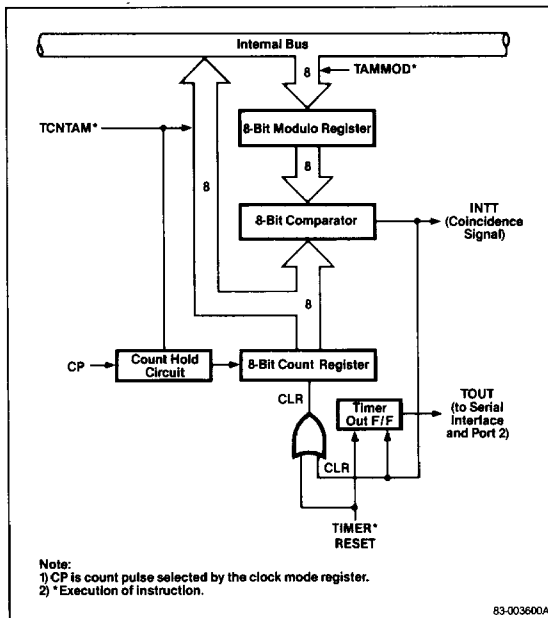 Internal Bus
8
TAMMOD*
TCNTAM*
8-Bit Modulo Register
8
8
8-Bit Comparator
INTT
(Coincidence
Signal)
8
CP
Count Hold
Circuit
8-Bit Count Register
CLR
Timer
Out F/F
TOUT
(to Serial
Interface
and Port 2)
CLR
TIMER*
RESET
Note:
1) CP is count pulse selected by the clock mode register.
2) *Execution of instruction.
83-003600A